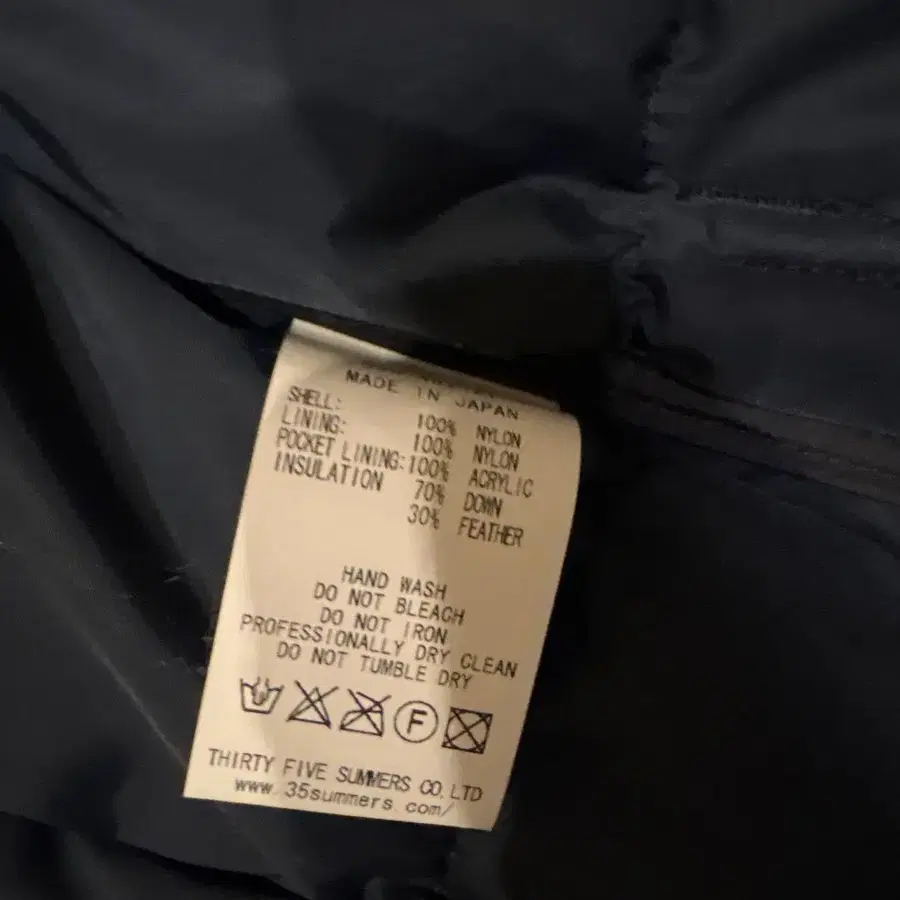 MADE IN JAPAN
SHELL: 100% NYLON
LINING: 100% NYLON
POCKET LINING:100% ACRYLIC
INSULATION 70% DOWN
30% FEATHER
HAND WASH
DO NOT BLEACH
DO NOT IRON
PROFESSIONALLY DRY CLEAN
DO NOT TUMBLE DRY
F
THIRTY FIVE SUMMERS CO.LTD
www.35summers.com/